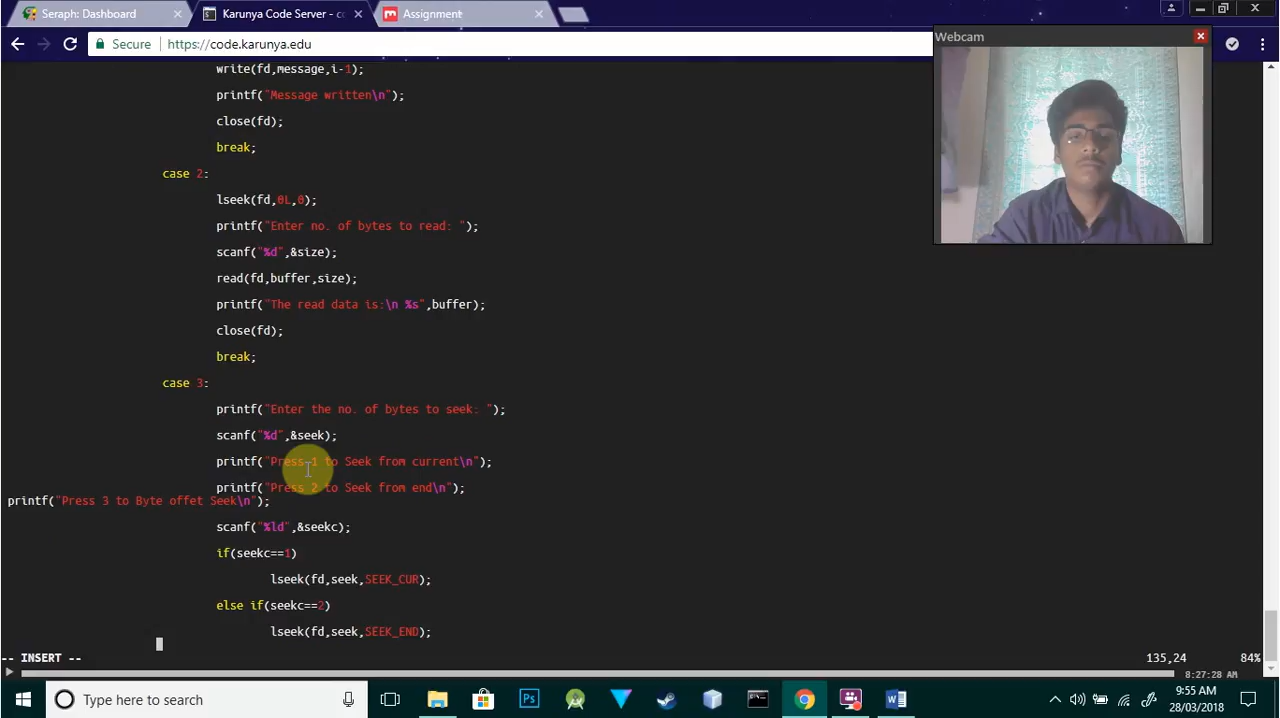 Seraph: Dashboard
Karunya Code Server - co
Assignment
Secure https://code.karunya.edu
Webcam
write(fd,message,i-1);
printf("Message written\n");
close(fd);
break;
case 2:
lseek(fd,0L,0);
printf("Enter no. of bytes to read: ");
scanf("%d",&size);
read(fd,buffer,size);
printf("The read data is:\n %s",buffer);
close(fd);
break;
case 3:
printf("Enter the no. of bytes to seek: ");
scanf("%d",&seek);
printf("Press 1 to Seek from current\n");
printf("Press 2 to Seek from end\n");
printf("Press 3 to Byte offet Seek\n");
scanf("%ld",&seekc);
if(seekc==1)
lseek(fd,seek,SEEK_CUR);
else if(seekc==2)
lseek(fd,seek,SEEK_END);
-- INSERT -- 135,24 84%
8:27:28 AM
Type here to search
9:55 AM
28/03/2018